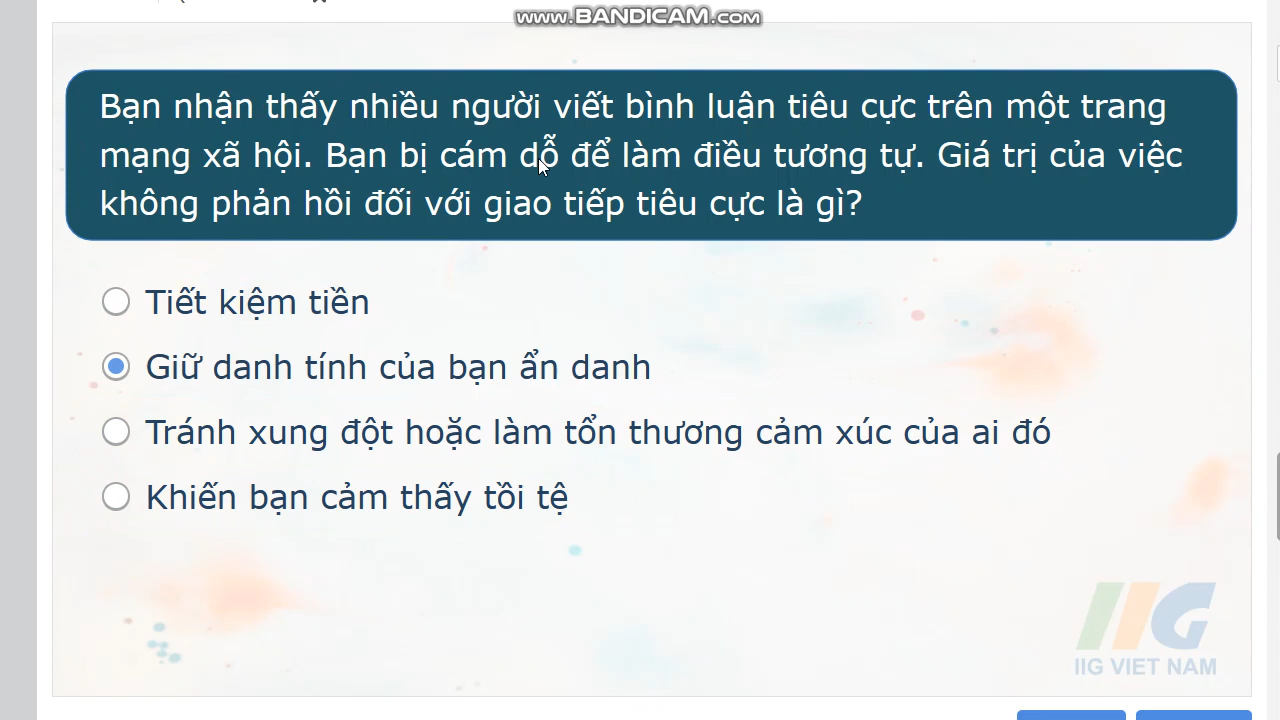 www.BANDICAM.com
Bạn nhận thấy nhiều người viết bình luận tiêu cực trên một trang
mạng xã hội. Bạn bị cám dỗ để làm điều tương tự. Giá trị của việc
không phản hồi đối với giao tiếp tiêu cực là gì?
Tiết kiệm tiền
Giữ danh tính của bạn ẩn danh
Tránh xung đột hoặc làm tổn thương cảm xúc của ai đó
Khiến bạn cảm thấy tồi tệ
IIG
IIG VIET NAM